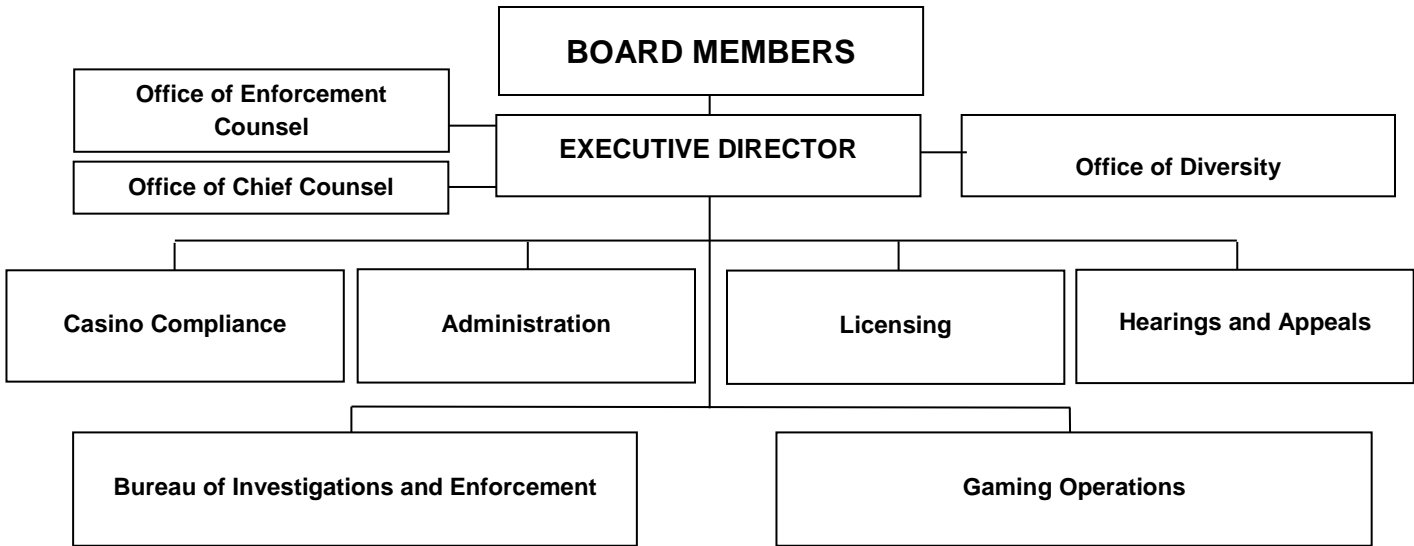 BOARD MEMBERS
Office of Enforcement
Counsel
EXECUTIVE DIRECTOR
Office of Diversity
Office of Chief Counsel
Casino Compliance
Administration
Licensing
Hearings and Appeals
Bureau of Investigations and Enforcement
Gaming Operations